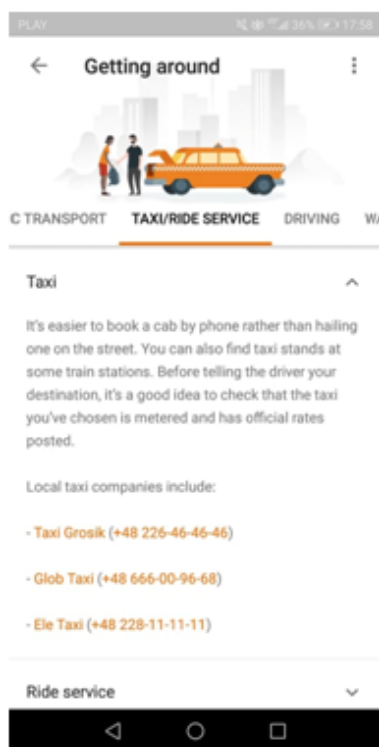 PLAY 36% 17:58
Getting around
C TRANSPORT TAXI/RIDE SERVICE DRIVING WA
Taxi
It's easier to book a cab by phone rather than hailing
one on the street. You can also find taxi stands at
some train stations. Before telling the driver your
destination, it's a good idea to check that the taxi
you've chosen is metered and has official rates
posted.
Local taxi companies include:
- Taxi Grosik (+48 226-46-46-46)
- Glob Taxi (+48 666-00-96-68)
- Ele Taxi (+48 228-11-11-11)
Ride service